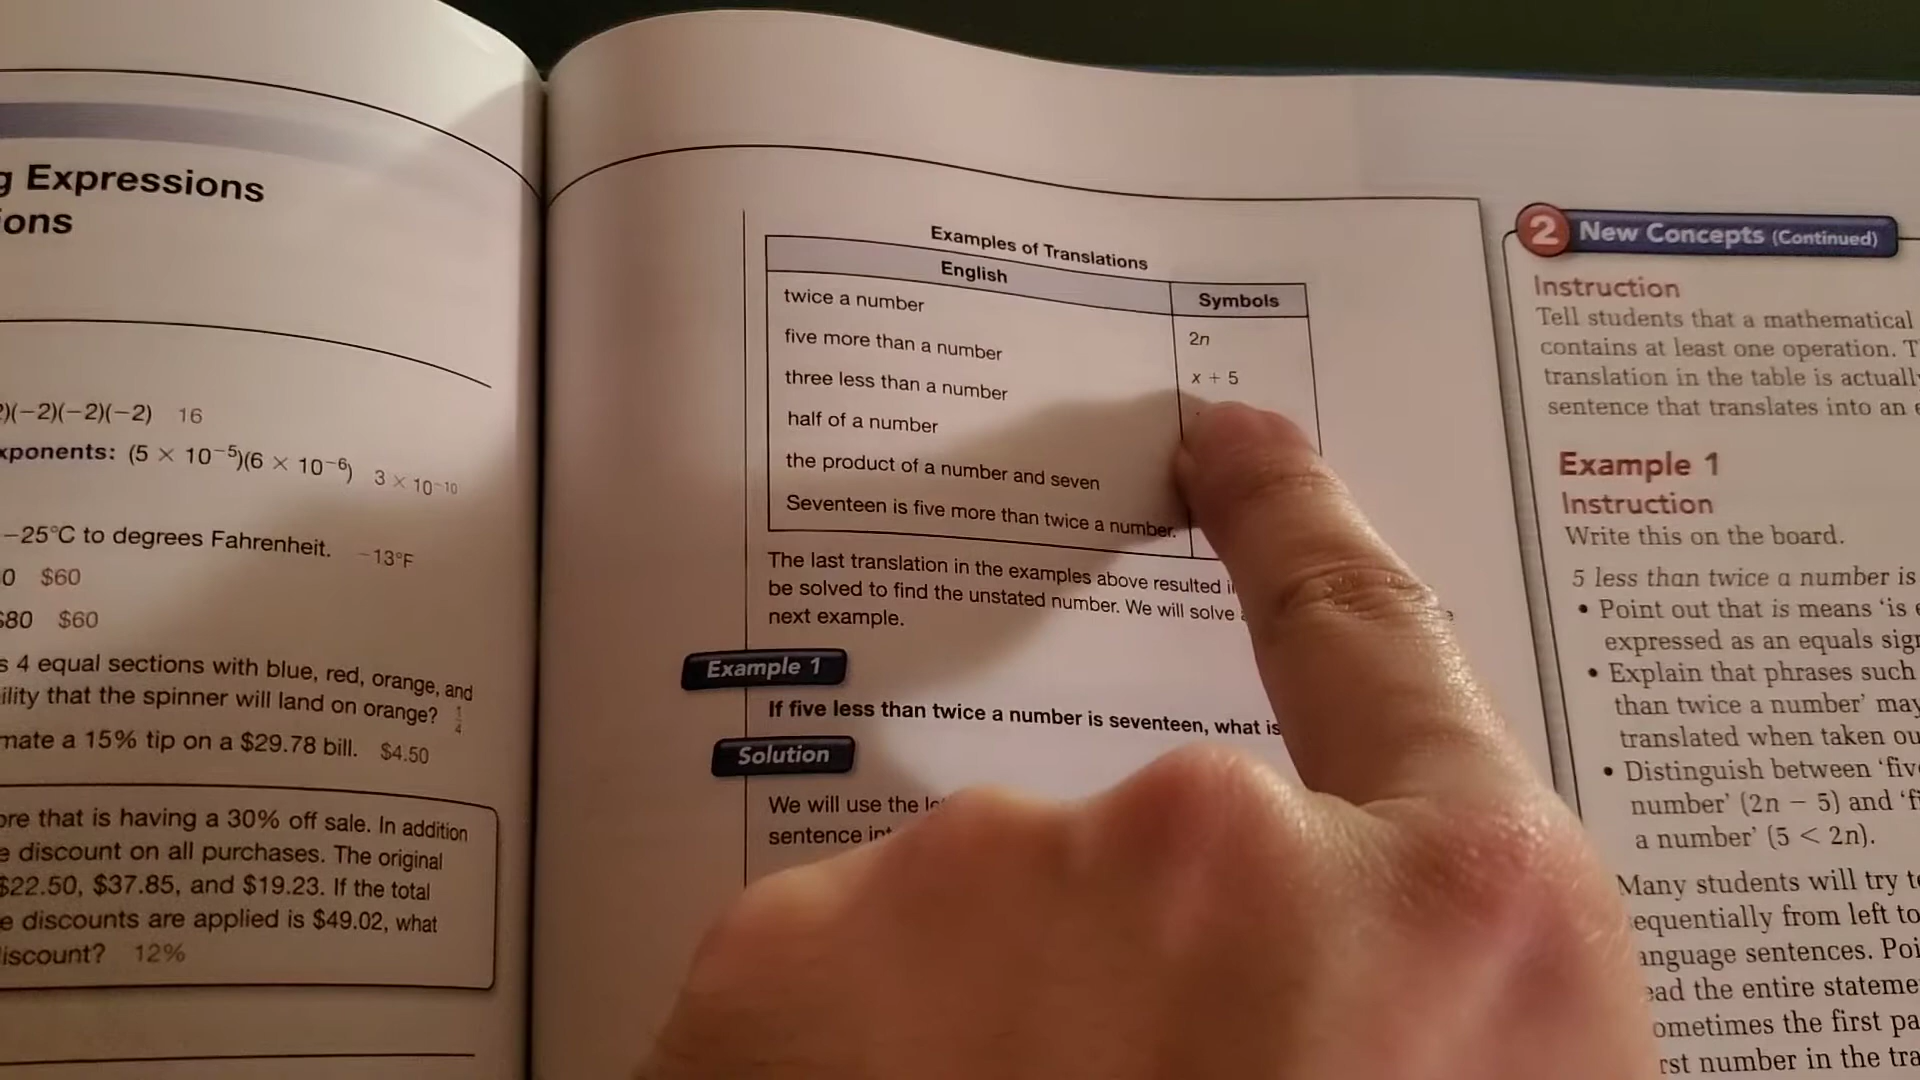 g Expressions
ions
)(−2)(−2)(−2) 16
xponents: (5 × 10⁻⁵)(6 × 10⁻⁶) 3 × 10⁻¹⁰
−25°C to degrees Fahrenheit. −13°F
0 $60
$80 $60
s 4 equal sections with blue, red, orange, and
ility that the spinner will land on orange? 1/4
mate a 15% tip on a $29.78 bill. $4.50
ore that is having a 30% off sale. In addition
e discount on all purchases. The original
$22.50, $37.85, and $19.23. If the total
e discounts are applied is $49.02, what
iscount? 12%
Examples of Translations
English Symbols
twice a number 2n
five more than a number x + 5
three less than a number
half of a number
the product of a number and seven
Seventeen is five more than twice a number.
The last translation in the examples above resulted
be solved to find the unstated number. We will solve
next example.
Example 1
If five less than twice a number is seventeen, what is
Solution
We will use the
sentence
2 New Concepts (Continued)
Instruction
Tell students that a mathematical
contains at least one operation. T
translation in the table is actually
sentence that translates into an e
Example 1
Instruction
Write this on the board.
5 less than twice a number is
• Point out that is means ‘is e
expressed as an equals sig
• Explain that phrases such
than twice a number’ may
translated when taken ou
• Distinguish between ‘five
number’ (2n − 5) and ‘fi
a number’ (5 < 2n).
Many students will try to
equentially from left to
anguage sentences. Poi
ead the entire stateme
ometimes the first pa
rst number in the tra